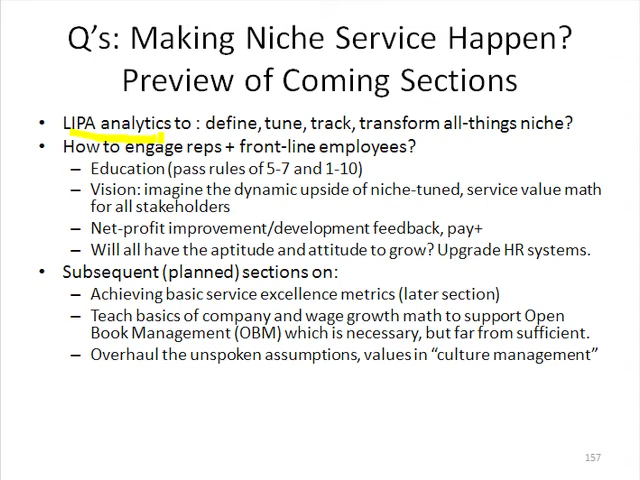 Q's: Making Niche Service Happen?
Preview of Coming Sections
• LIPA analytics to : define, tune, track, transform all-things niche?
• How to engage reps + front-line employees?
– Education (pass rules of 5-7 and 1-10)
– Vision: imagine the dynamic upside of niche-tuned, service value math
for all stakeholders
– Net-profit improvement/development feedback, pay+
– Will all have the aptitude and attitude to grow? Upgrade HR systems.
• Subsequent (planned) sections on:
– Achieving basic service excellence metrics (later section)
– Teach basics of company and wage growth math to support Open
Book Management (OBM) which is necessary, but far from sufficient.
– Overhaul the unspoken assumptions, values in “culture management”
157